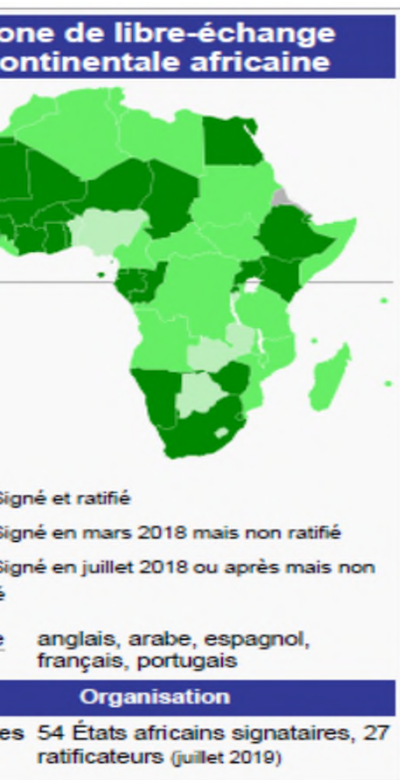 one de libre-échange
ontinentale africaine
Signé et ratifié
Signé en mars 2018 mais non ratifié
Signé en juillet 2018 ou après mais non
é
e anglais, arabe, espagnol,
français, portugais
Organisation
es 54 États africains signataires, 27
ratificateurs (juillet 2019)